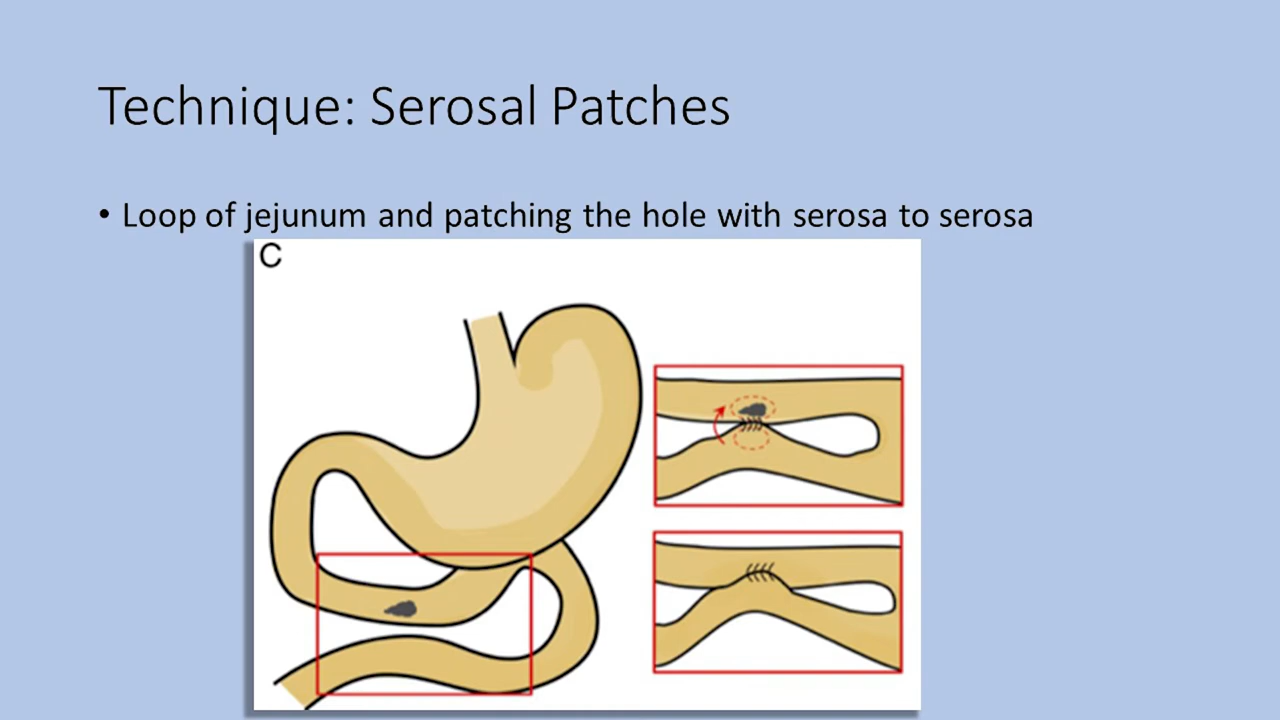 Technique: Serosal Patches
• Loop of jejunum and patching the hole with serosa to serosa
C